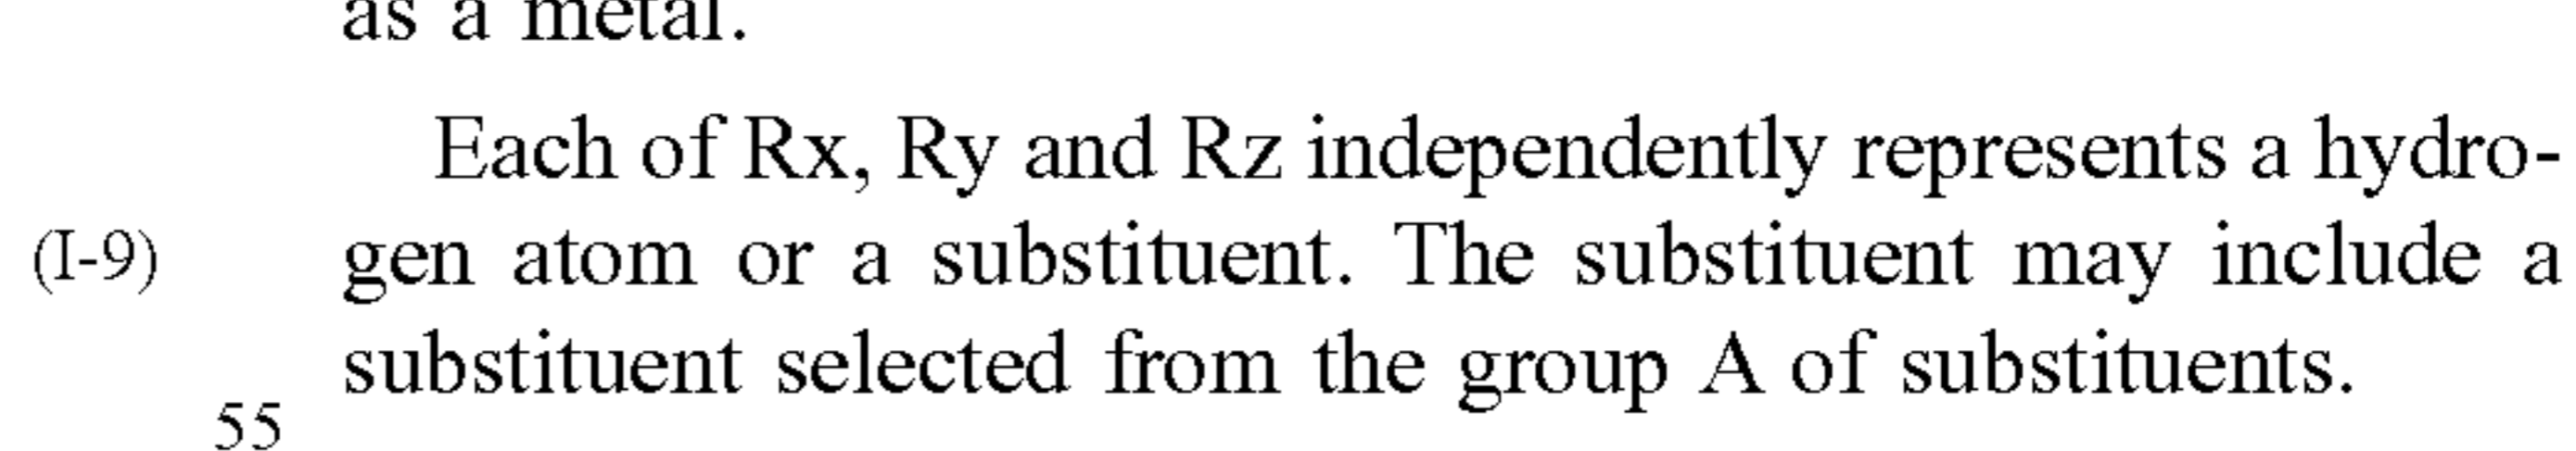 as a metal.
Each of Rx, Ry and Rz independently represents a hydro-
(I-9)
gen atom or a substituent. The substituent may include a
substituent selected from the group A of substituents.
55